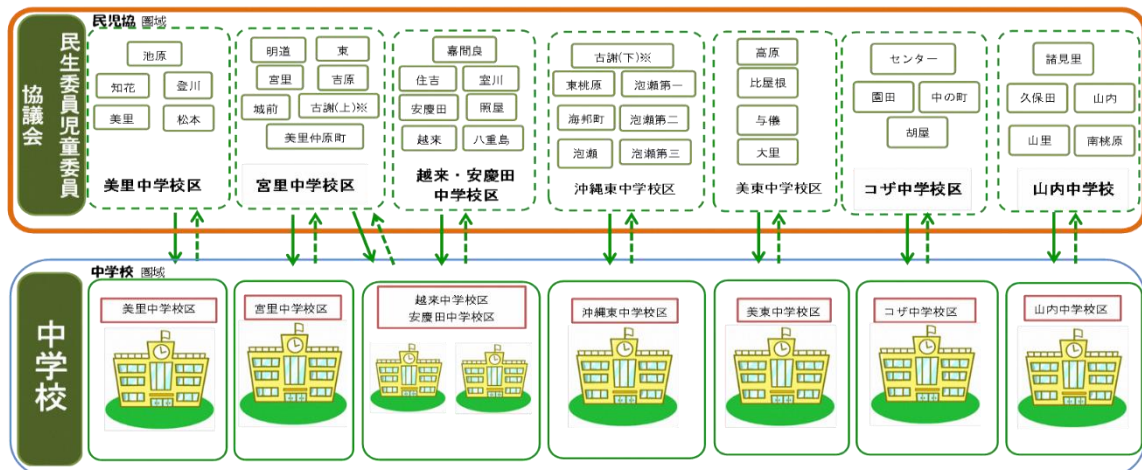 民生委員児童委員
協議会
民児協 圏域
池原
知花
登川
美里
松本
美里中学校区
明道
東
宮里
吉原
城前
古謝(上)※
美里仲原町
宮里中学校区
嘉間良
住吉
室川
安慶田
照屋
越来
八重島
越来・安慶田
中学校区
古謝(下)※
東桃原
泡瀬第一
海邦町
泡瀬第二
泡瀬
泡瀬第三
沖縄東中学校区
高原
比屋根
与儀
大里
美東中学校区
センター
園田
中の町
胡屋
コザ中学校区
諸見里
久保田
山内
山里
南桃原
山内中学校
中学校
中学校 圏域
美里中学校区
宮里中学校区
越来中学校区
安慶田中学校区
沖縄東中学校区
美東中学校区
コザ中学校区
山内中学校区